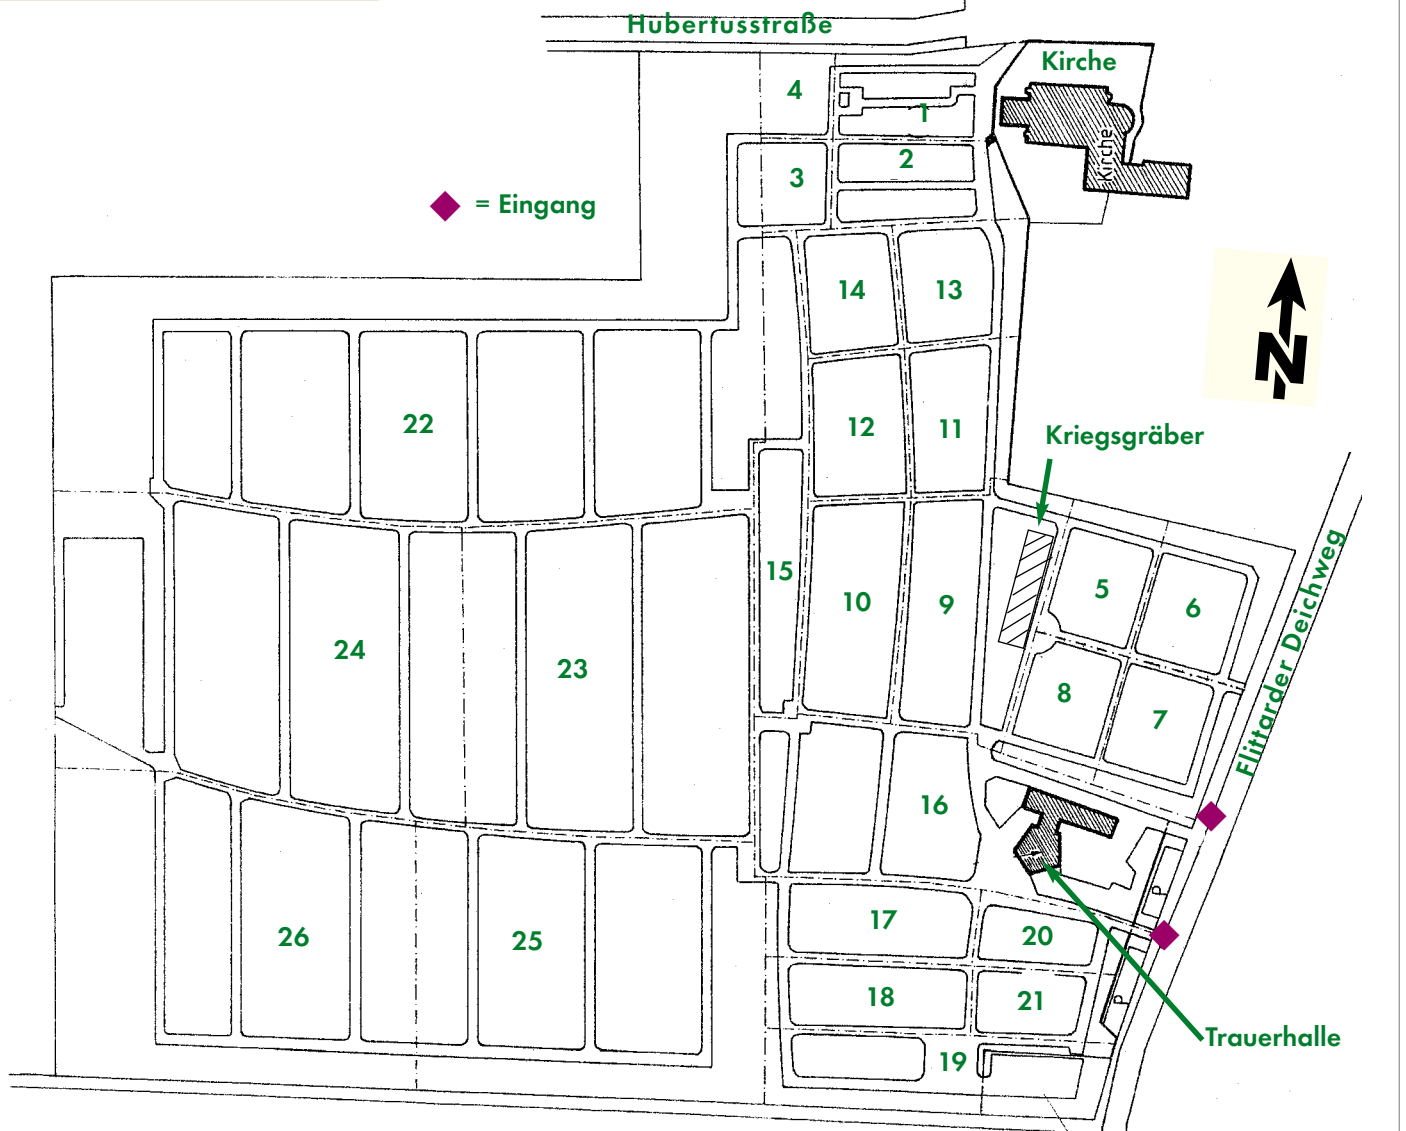 Hubertusstraße
Kirche
4
1
Kirche
2
3
= Eingang
14
13
N
22
12
11
Kriegsgräber
15
5
10
9
6
24
23
8
7
Flittarder Deichweg
16
P
17
26
25
20
18
21
P
19
Trauerhalle